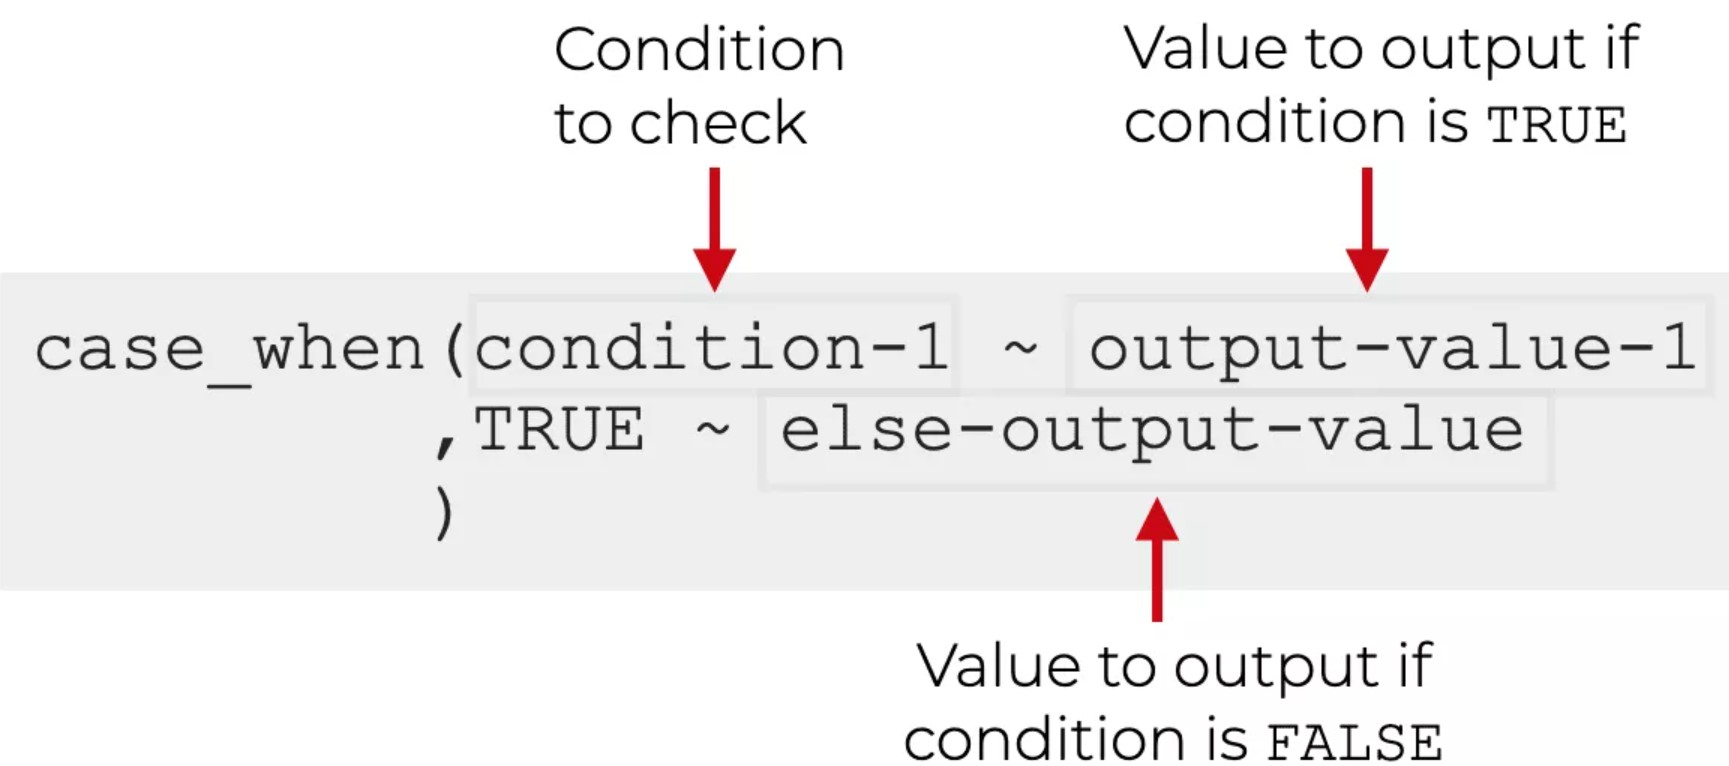 Condition
to check
Value to output if
condition is TRUE
case_when(condition-1 ~ output-value-1
,TRUE ~ else-output-value
)
Value to output if
condition is FALSE